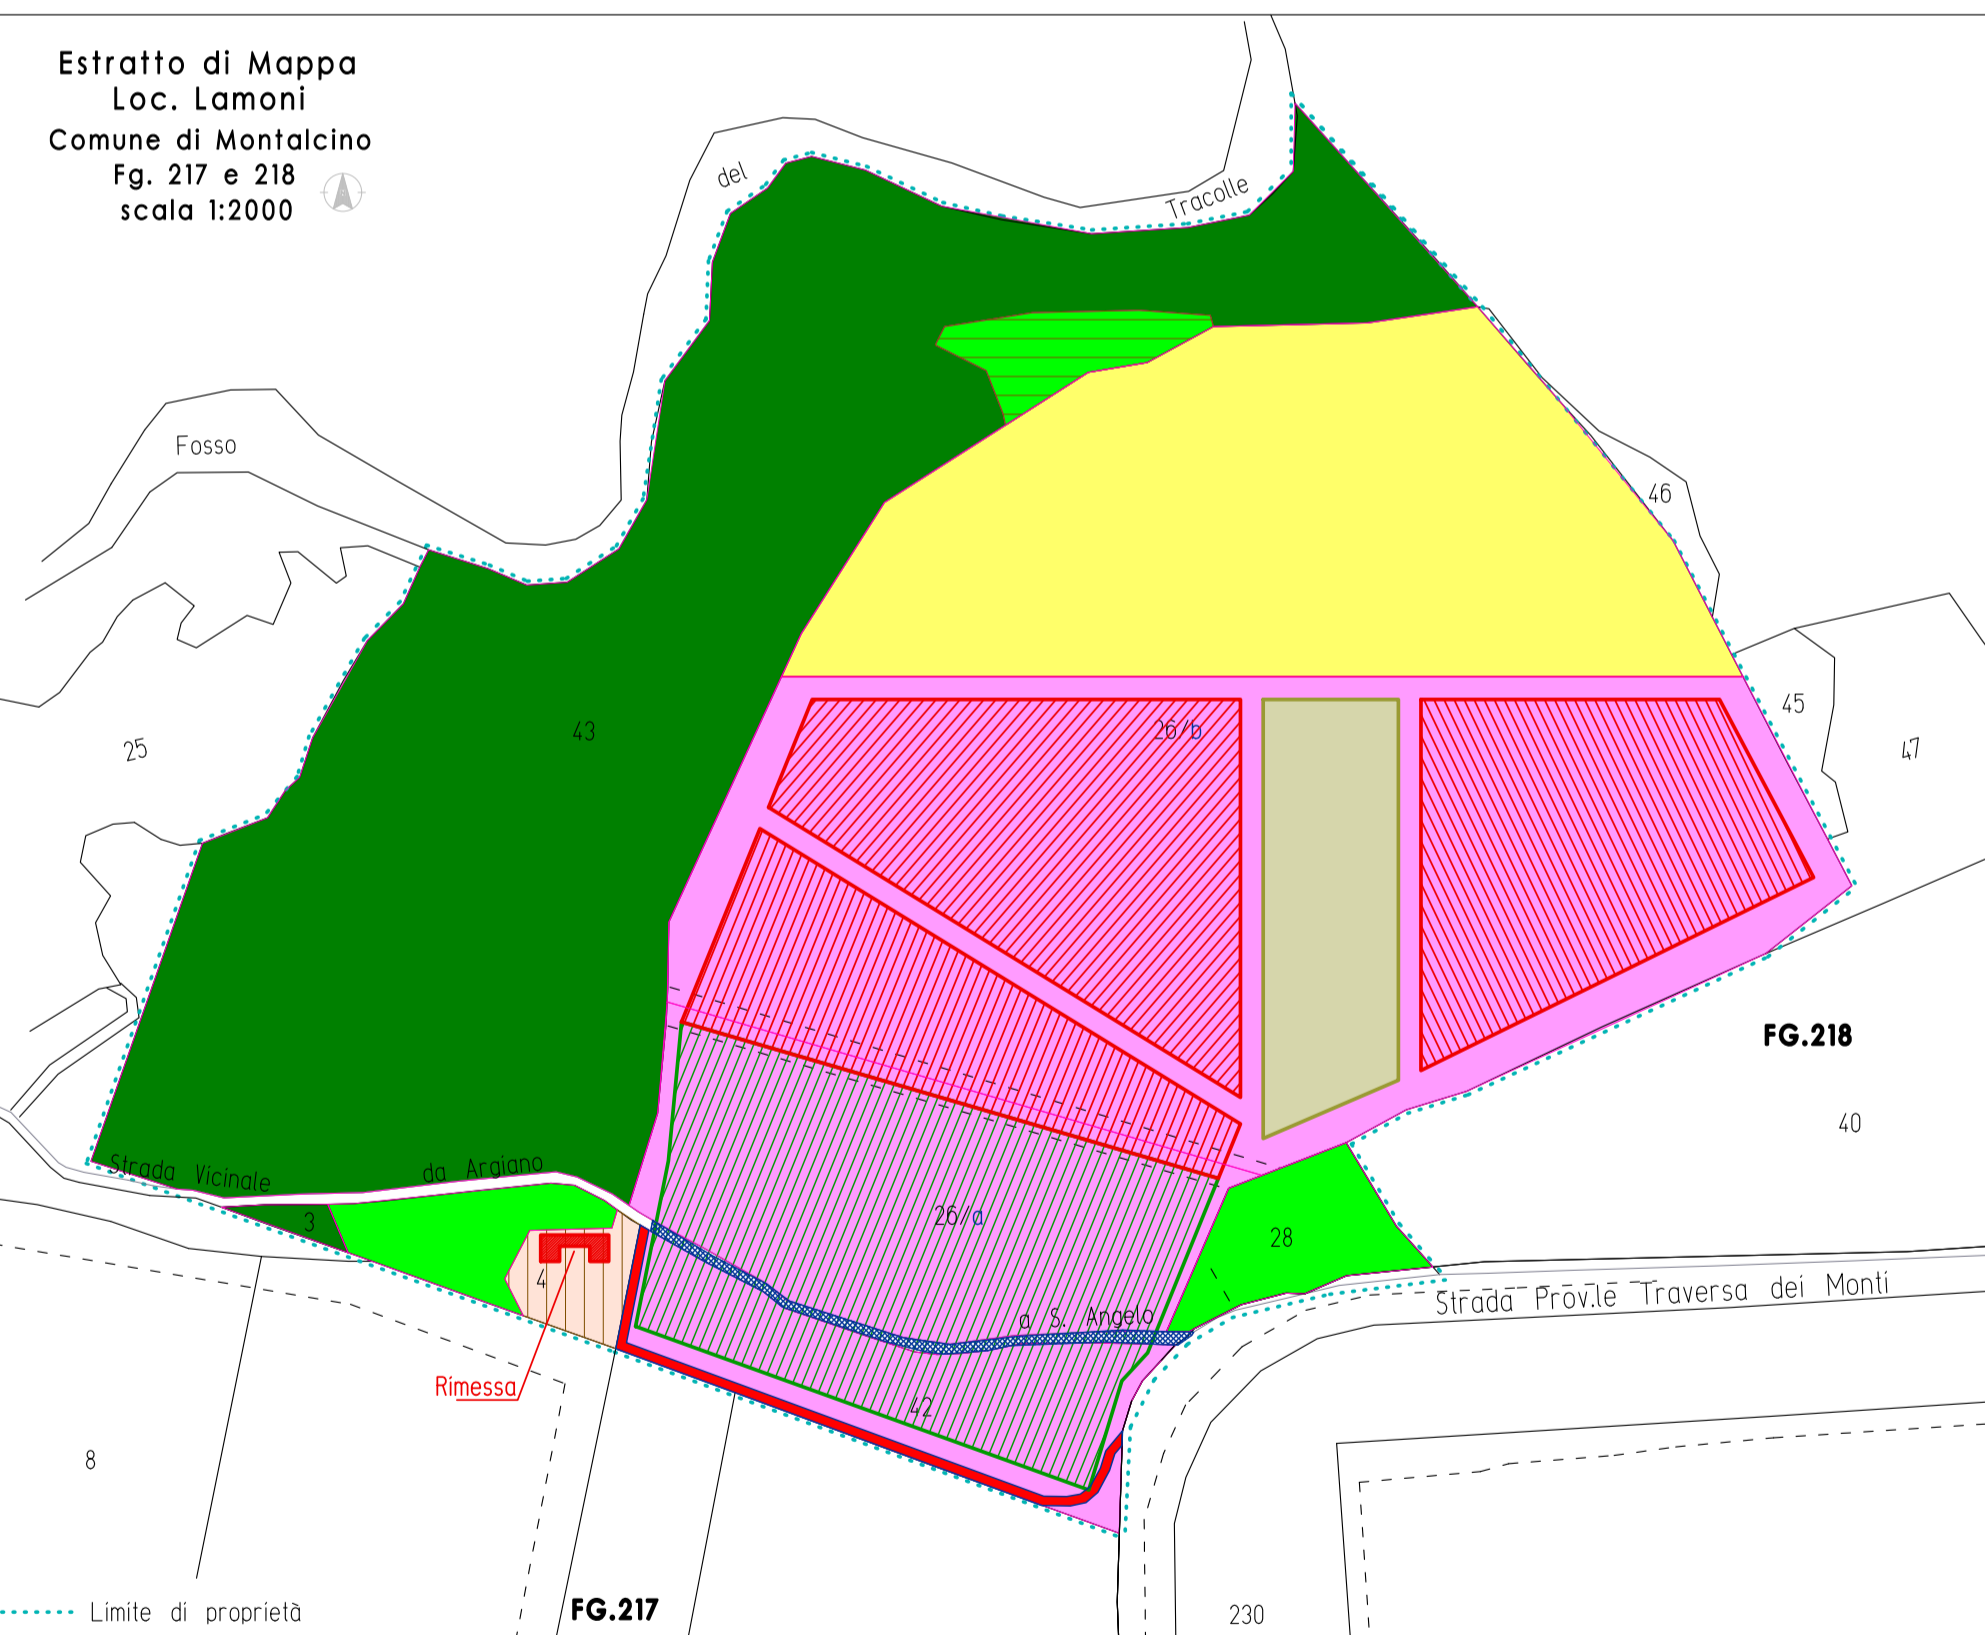 Estratto di Mappa
Loc. Lamoni
Comune di Montalcino
Fg. 217 e 218
scala 1:2000
del
Tracolle
Fosso
46
43
26/b
45
25
47
FG.218
40
Strada Vicinale
da Argiano
3
26/a
28
4
a S. Angelo
Strada Prov.le Traversa dei Monti
Rimessa
42
8
Limite di proprietà
FG.217
230